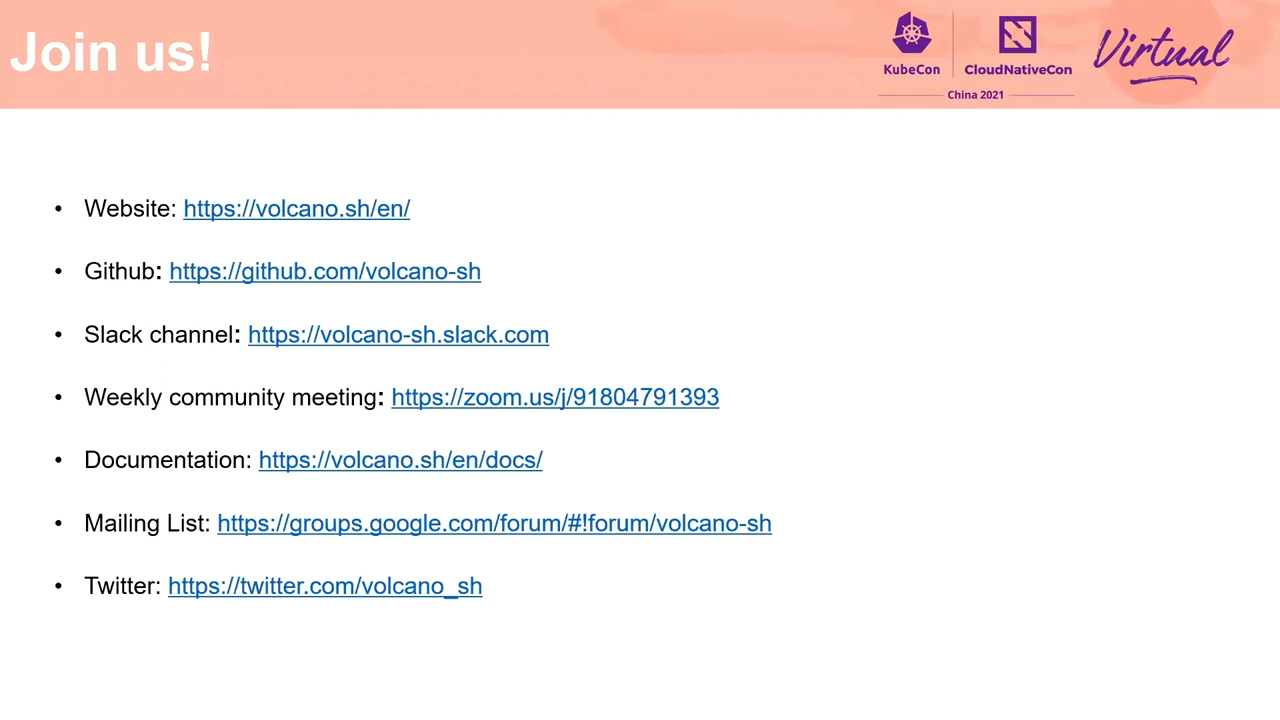 Join us!
KubeCon
CloudNativeCon
China 2021
Virtual
• Website: https://volcano.sh/en/
• Github: https://github.com/volcano-sh
• Slack channel: https://volcano-sh.slack.com
• Weekly community meeting: https://zoom.us/j/91804791393
• Documentation: https://volcano.sh/en/docs/
• Mailing List: https://groups.google.com/forum/#!forum/volcano-sh
• Twitter: https://twitter.com/volcano_sh